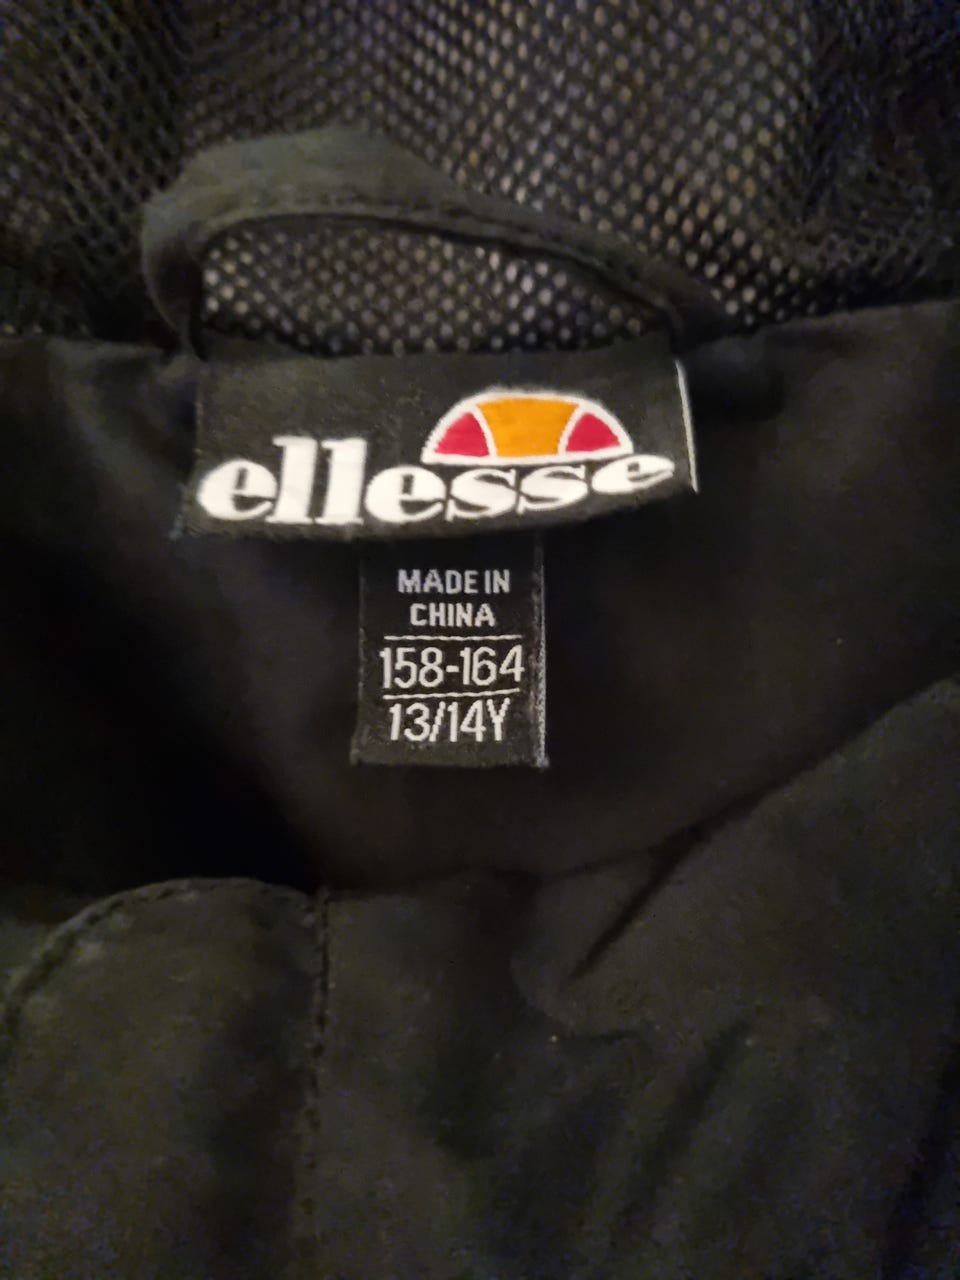 ellesse
MADE IN
CHINA
158-164
13/14Y